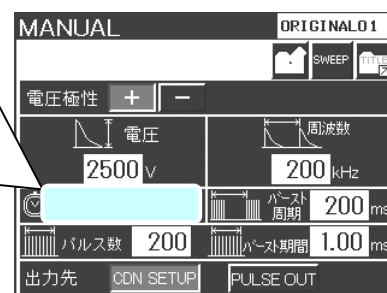 MANUAL ORIGINAL01
SWEEP TITLE
電圧極性 + −
電圧 周波数
2500 V 200 kHz
バースト周期 200 ms
パルス数 200 バースト期間 1.00 ms
出力先 CDN SETUP PULSE OUT